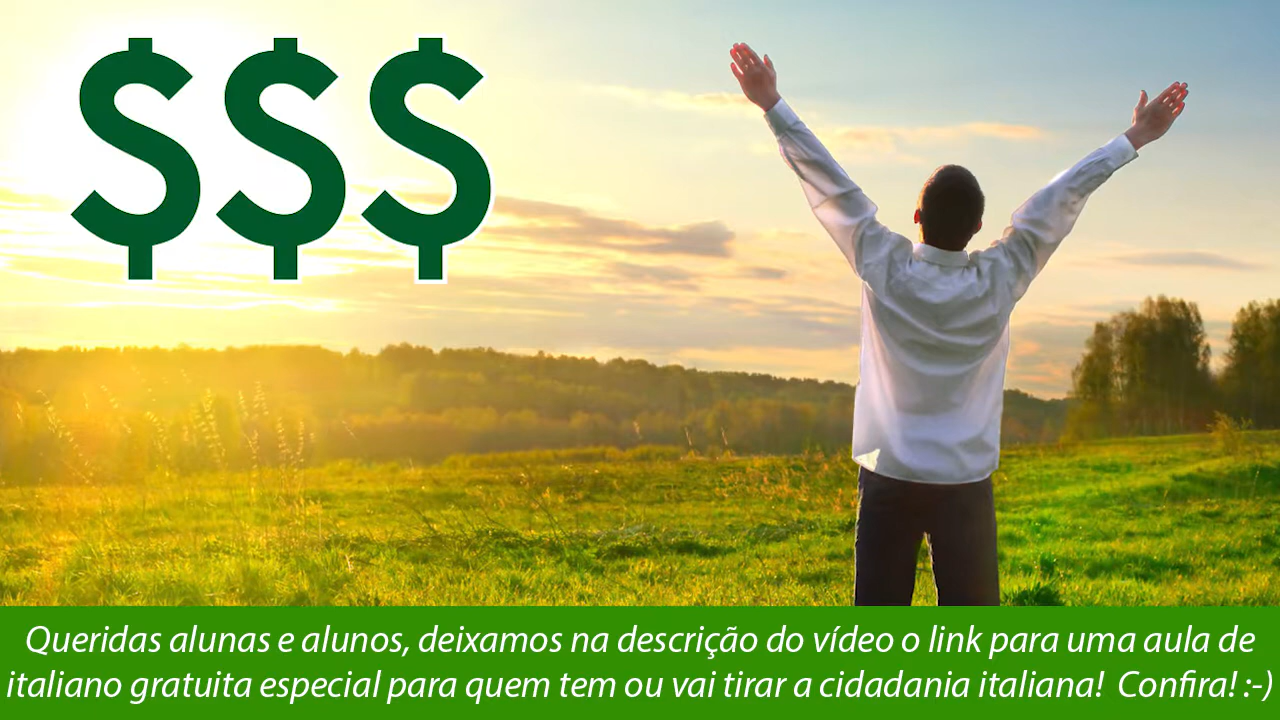 $$$
Queridas alunas e alunos, deixamos na descrição do vídeo o link para uma aula de
italiano gratuita especial para quem tem ou vai tirar a cidadania italiana!  Confira! :-)